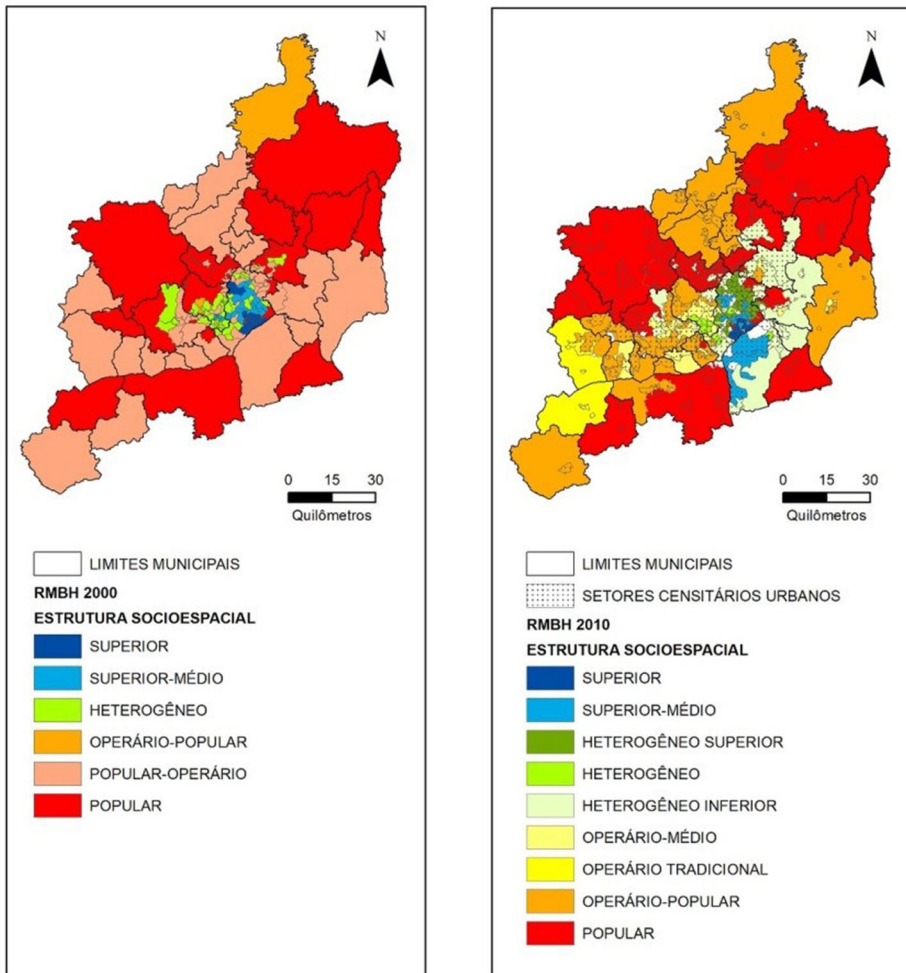 N
0 15 30
Quilômetros
LIMITES MUNICIPAIS
RMBH 2000
ESTRUTURA SOCIOESPACIAL
SUPERIOR
SUPERIOR-MÉDIO
HETEROGÊNEO
OPERÁRIO-POPULAR
POPULAR-OPERÁRIO
POPULAR
N
0 15 30
Quilômetros
LIMITES MUNICIPAIS
SETORES CENSITÁRIOS URBANOS
RMBH 2010
ESTRUTURA SOCIOESPACIAL
SUPERIOR
SUPERIOR-MÉDIO
HETEROGÊNEO SUPERIOR
HETEROGÊNEO
HETEROGÊNEO INFERIOR
OPERÁRIO-MÉDIO
OPERÁRIO TRADICIONAL
OPERÁRIO-POPULAR
POPULAR